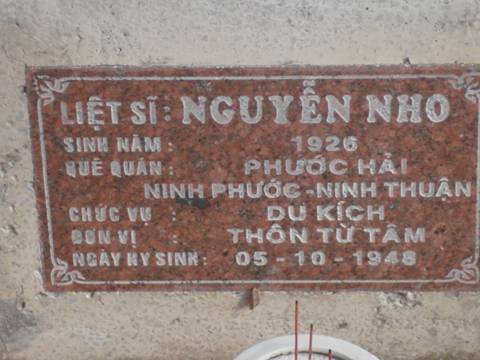 LIỆT SĨ: NGUYỄN NHO
SINH NĂM : 1926
QUÊ QUÁN : PHƯỚC HẢI
NINH PHƯỚC - NINH THUẬN
CHỨC VỤ : DU KÍCH
ĐƠN VỊ : THÔN TỪ TÂM
NGÀY HY SINH: 05 - 10 - 1948